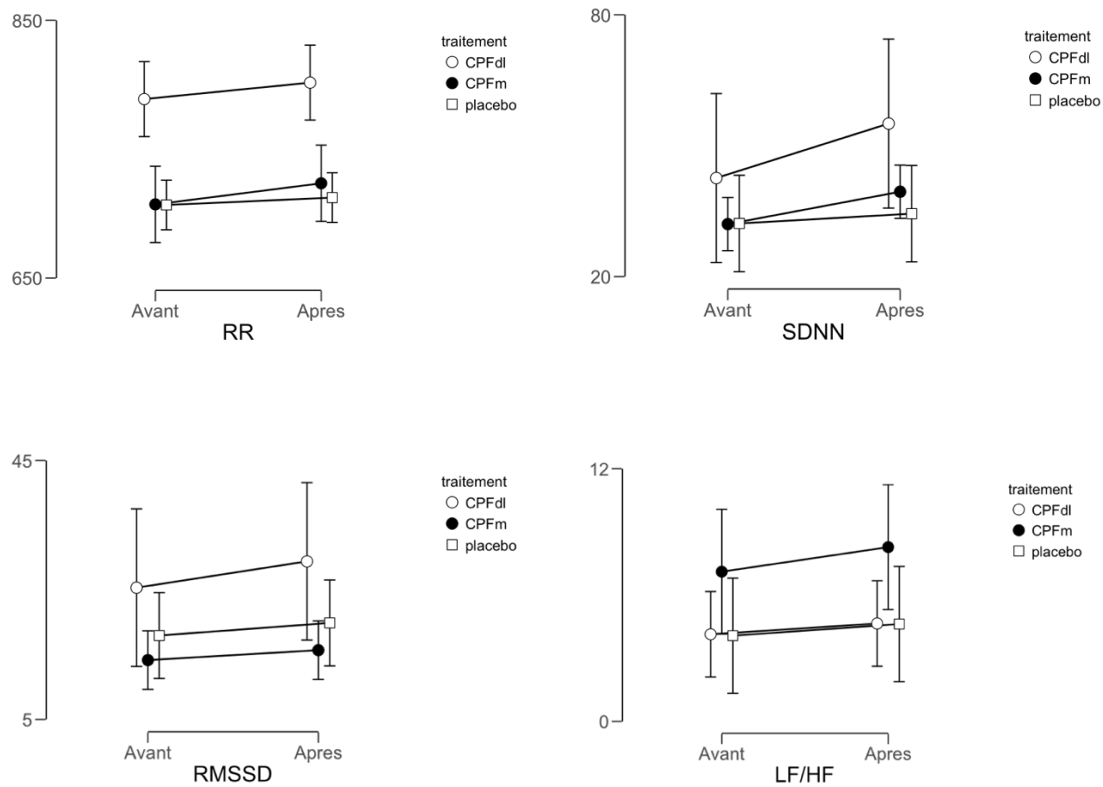 850
650
Avant
Apres
RR
traitement
CPFdl
CPFm
placebo
80
20
Avant
Apres
SDNN
traitement
CPFdl
CPFm
placebo
45
5
Avant
Apres
RMSSD
traitement
CPFdl
CPFm
placebo
12
0
Avant
Apres
LF/HF
traitement
CPFdl
CPFm
placebo